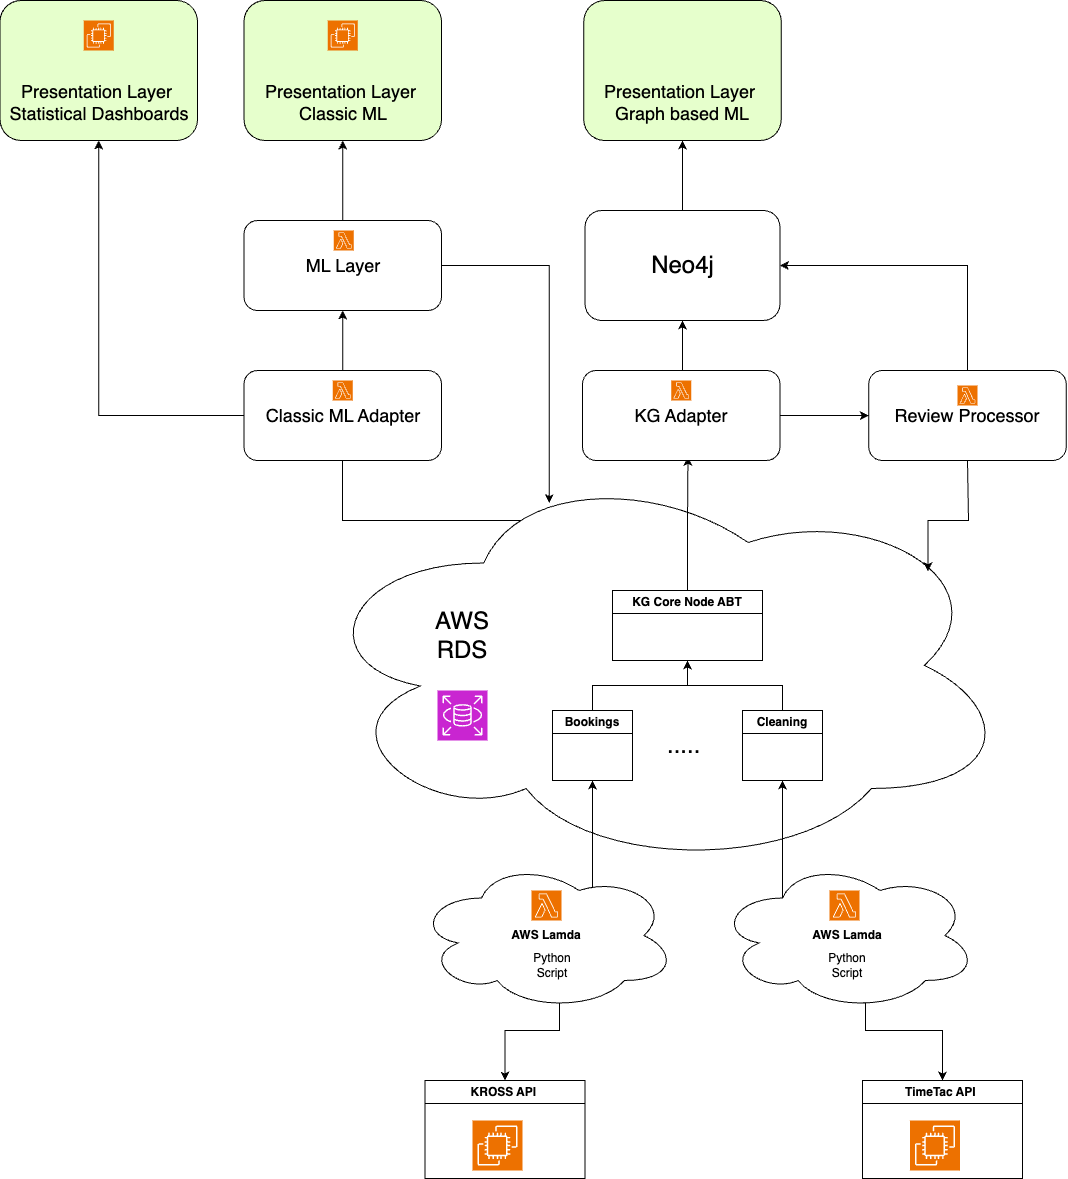 Presentation Layer
Statistical Dashboards
Presentation Layer
Classic ML
Presentation Layer
Graph based ML
ML Layer
Neo4j
Classic ML Adapter
KG Adapter
Review Processor
AWS
RDS
KG Core Node ABT
Bookings
.....
Cleaning
AWS Lamda
Python
Script
AWS Lamda
Python
Script
KROSS API
TimeTac API